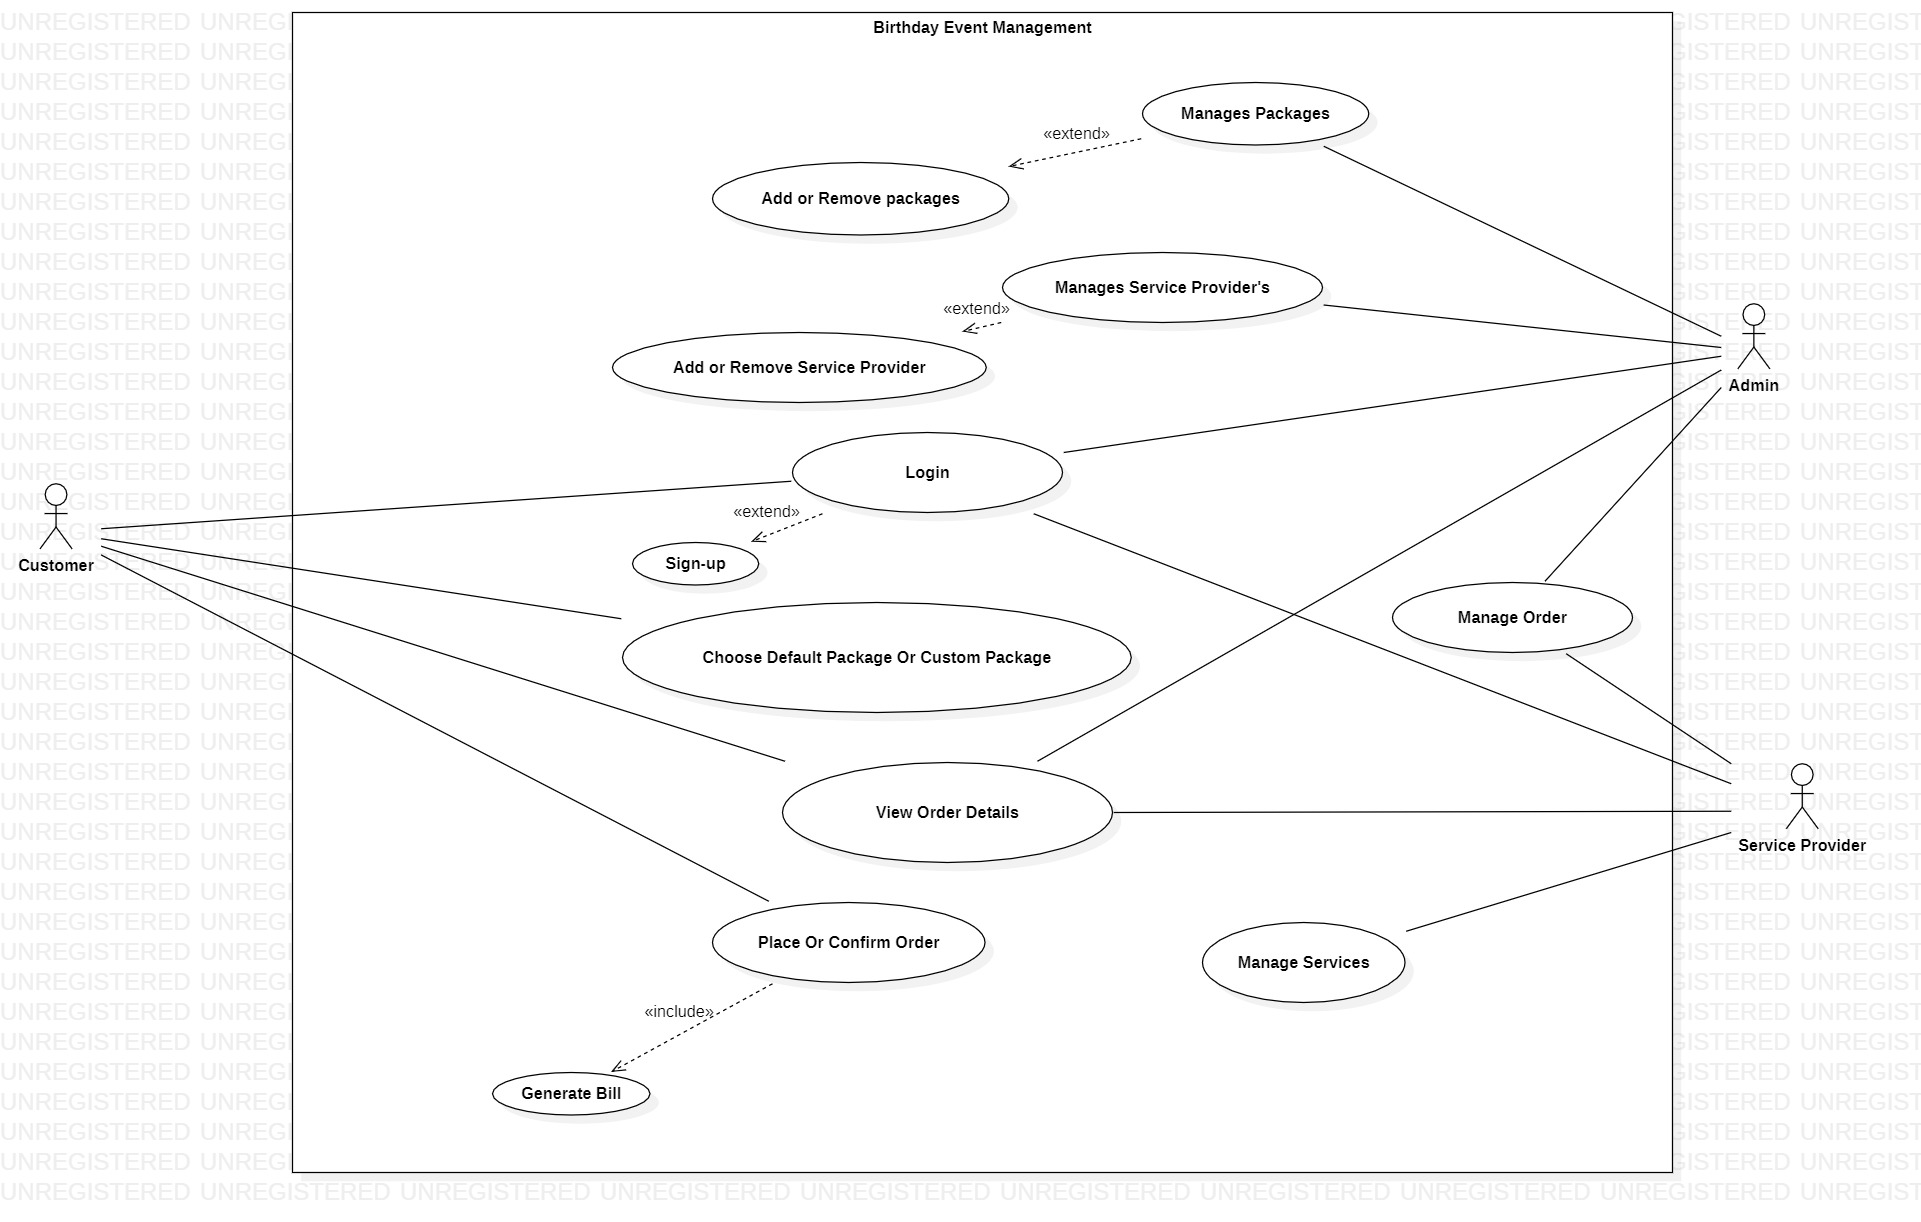 Birthday Event Management
Manages Packages
«extend»
Add or Remove packages
Manages Service Provider's
«extend»
Add or Remove Service Provider
Admin
Login
«extend»
Customer
Sign-up
Manage Order
Choose Default Package Or Custom Package
View Order Details
Service Provider
Place Or Confirm Order
Manage Services
«include»
Generate Bill
UNREGISTERED UNREGISTERED UNREGISTERED UNREGISTERED UNREGISTERED UNREGISTERED UNREGISTERED UNREGISTERED UNREGISTERED UNREGIST